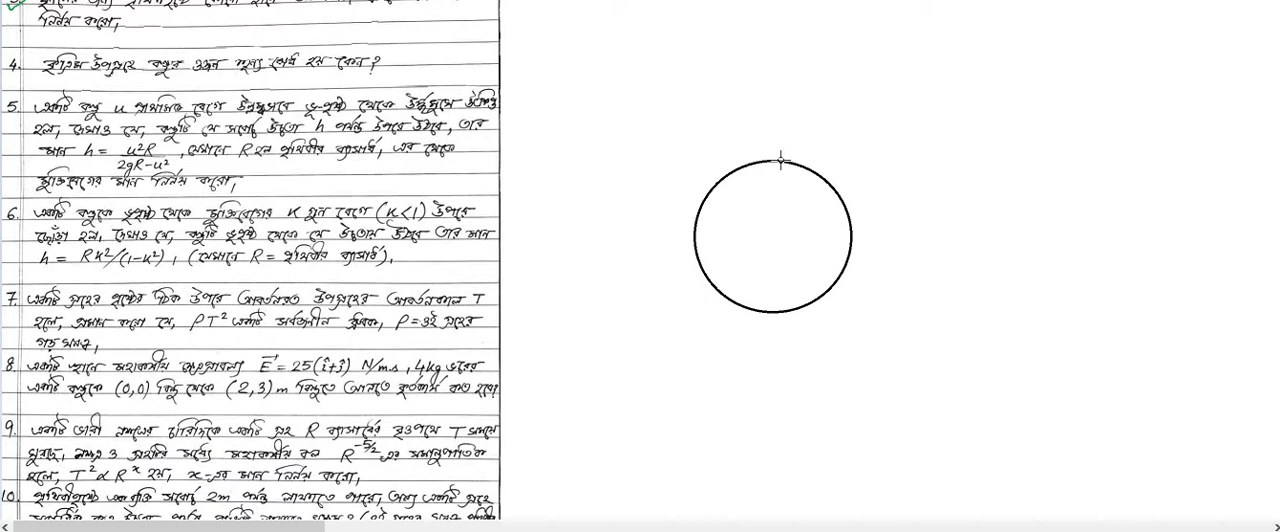 নির্ণয় করো,
4. কৃত্রিম উপগ্রহে বস্তুর ওজন শূন্য বোধ হয় কেন?
5. একটি বস্তু u প্রাথমিক বেগে উল্লম্বভাবে ভূ-পৃষ্ঠ থেকে উর্দ্ধমুখে উৎক্ষিপ্ত
হল, দেখাও যে, বস্তুটি যে সর্বোচ্চ উচ্চতা h পর্যন্ত উপরে উঠবে, তার
মান h = u²R / 2gR-u² , যেখানে R হল পৃথিবীর ব্যাসার্ধ, এর থেকে
মুক্তিবেগের মান নির্ণয় করো,
6. একটি বস্তুকে ভূপৃষ্ঠ থেকে মুক্তিবেগের K গুন বেগে (K<1) উপরে
ছোঁড়া হল, দেখাও যে, বস্তুটি ভূপৃষ্ঠ থেকে যে উচ্চতায় উঠবে তার মান
h = RK²/(1-K²), (যেখানে R = পৃথিবীর ব্যাসার্ধ),
7. একটি গ্রহের পৃষ্ঠের ঠিক উপরে আবর্তনরত উপগ্রহের আবর্তনকাল T
হলে, প্রমান করো যে, ρT² একটি সর্বজনীন ধ্রুবক, ρ = ওই গ্রহের
গড় ঘনত্ব,
8. একটি স্থানে মহাকর্ষীয় প্রাবল্য E⃗ = 25(î+ĵ) N/m.s, 4kg ভরের
একটি বস্তুকে (0,0) বিন্দু থেকে (2,3) m বিন্দুতে আনতে কৃতকার্য কত হবে?
9. একটি ভারী নক্ষত্রের চারিদিকে একটি গ্রহ R ব্যাসার্ধের বৃত্তপথে T সময়ে
ঘুরছে, নক্ষত্র ও গ্রহটির মধ্যে মহাকর্ষীয় বল R^-5/2 এর সমানুপাতিক
হলে, T² ∝ R^x হয়, x-এর মান নির্ণয় করো,
10. পৃথিবীপৃষ্ঠে এক ব্যক্তি সর্বোচ্চ 2m পর্যন্ত লাফাতে পারে, অন্য একটি গ্রহে